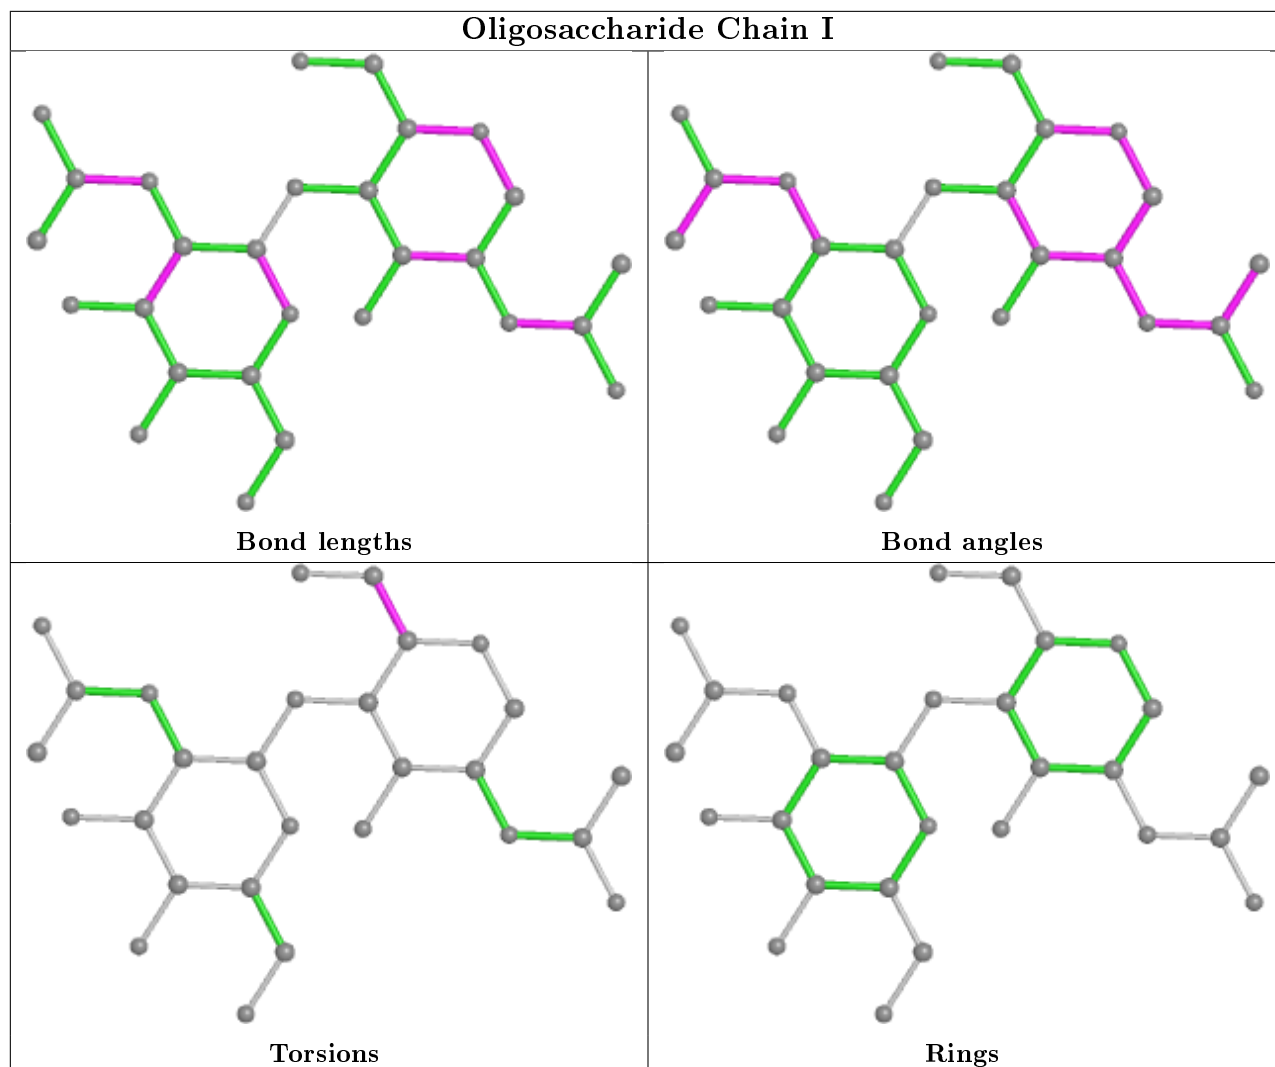 Oligosaccharide Chain I
Bond lengths
Bond angles
Torsions
Rings